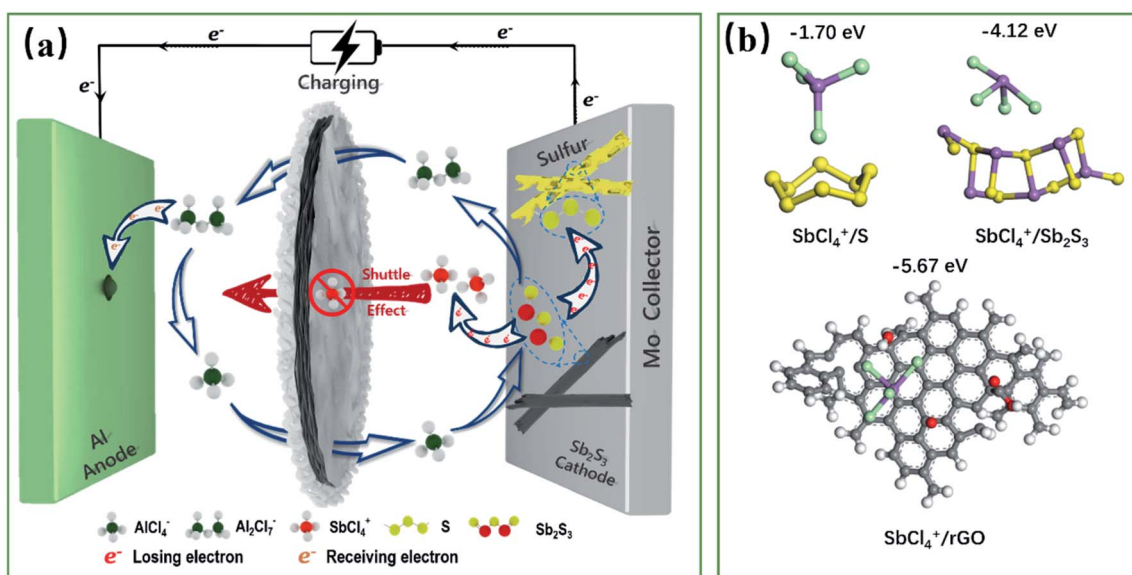 (a)
e-
e-
Charging
e-
e-
Sulfur
e-
e-
e-
e-
e-
e-
e-
Shuttle
Effect
e-
e-
e-
e-
Mo Collector
Al
Anode
Sb₂S₃
Cathode
AlCl₄⁻
Al₂Cl₇⁻
SbCl₄⁺
S
Sb₂S₃
e- Losing electron
e- Receiving electron
(b)
-1.70 eV
-4.12 eV
SbCl₄⁺/S
SbCl₄⁺/Sb₂S₃
-5.67 eV
SbCl₄⁺/rGO